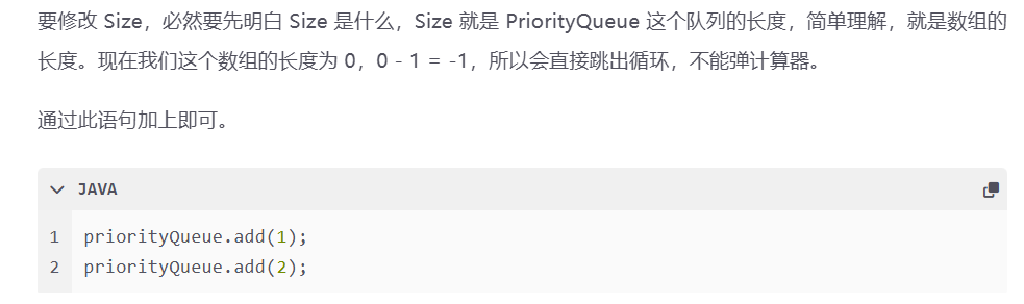 要修改 Size，必然要先明白 Size 是什么，Size 就是 PriorityQueue 这个队列的长度，简单理解，就是数组的
长度。现在我们这个数组的长度为 0，0 - 1 = -1，所以会直接跳出循环，不能弹计算器。
通过此语句加上即可。
JAVA
1 priorityQueue.add(1);
2 priorityQueue.add(2);